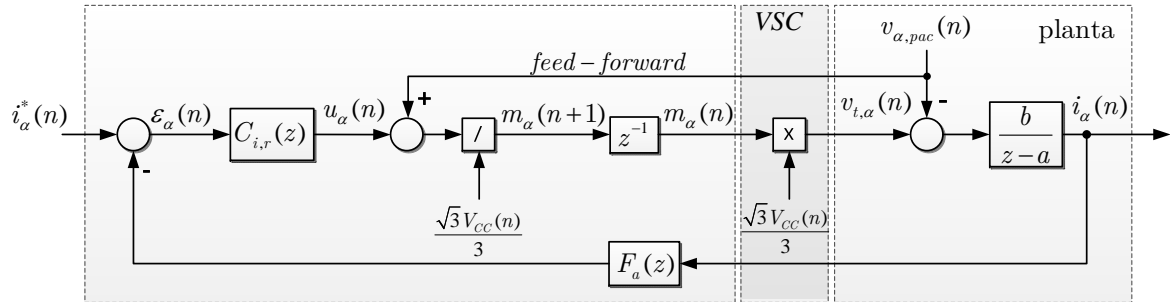 VSC
planta
v_{α,pac}(n)
feed−forward
i_α^*(n)
ε_α(n)
C_{i,r}(z)
u_α(n)
+
/
m_α(n+1)
z^{-1}
m_α(n)
x
v_{t,α}(n)
-
b/(z−a)
i_α(n)
-
√3 V_{CC}(n)/3
√3 V_{CC}(n)/3
F_a(z)